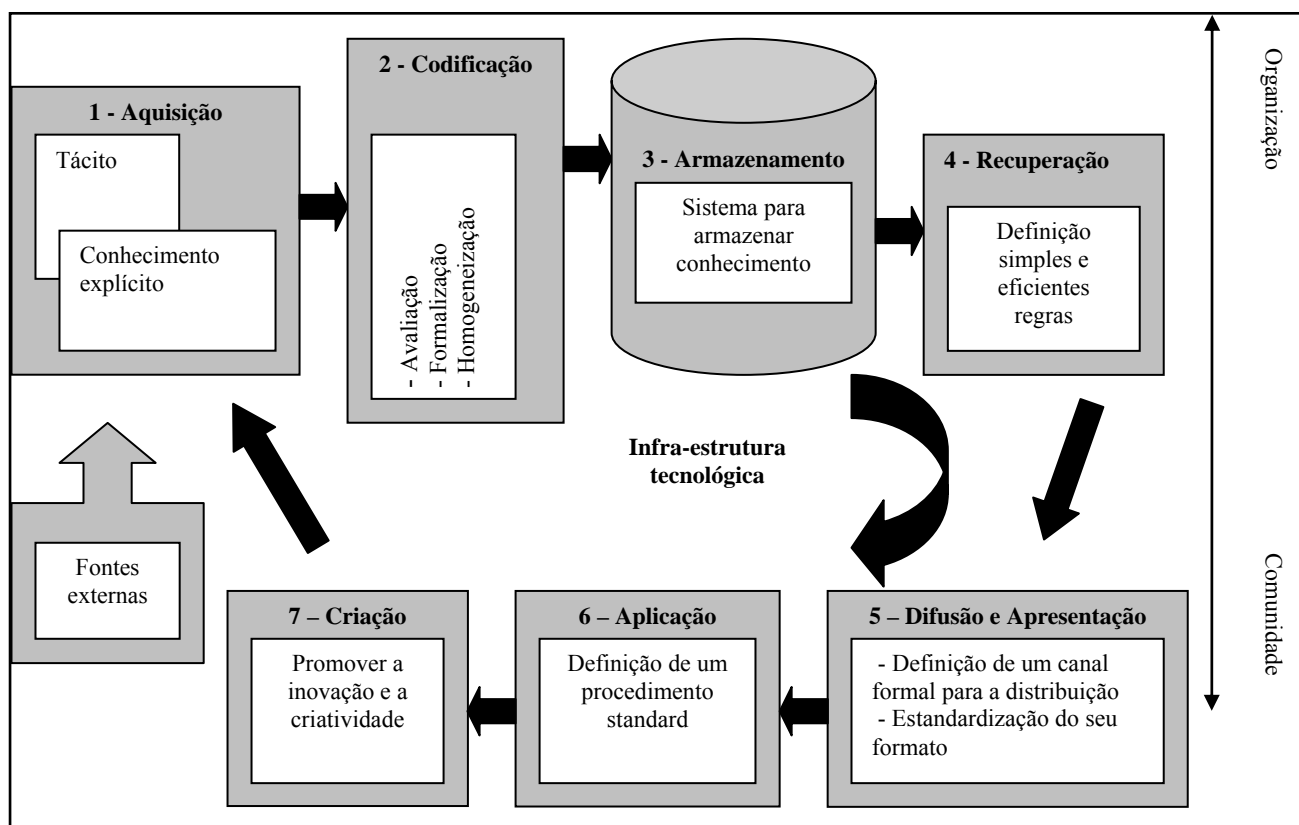 1 - Aquisição
Tácito
Conhecimento
explícito
2 - Codificação
- Avaliação
- Formalização
- Homogeneização
3 - Armazenamento
Sistema para
armazenar
conhecimento
4 - Recuperação
Definição
simples e
eficientes
regras
Organização
Infra-estrutura
tecnológica
Fontes
externas
7 – Criação
Promover a
inovação e a
criatividade
6 – Aplicação
Definição de um
procedimento
standard
5 – Difusão e Apresentação
- Definição de um canal
formal para a distribuição
- Estandardização do seu
formato
Comunidade